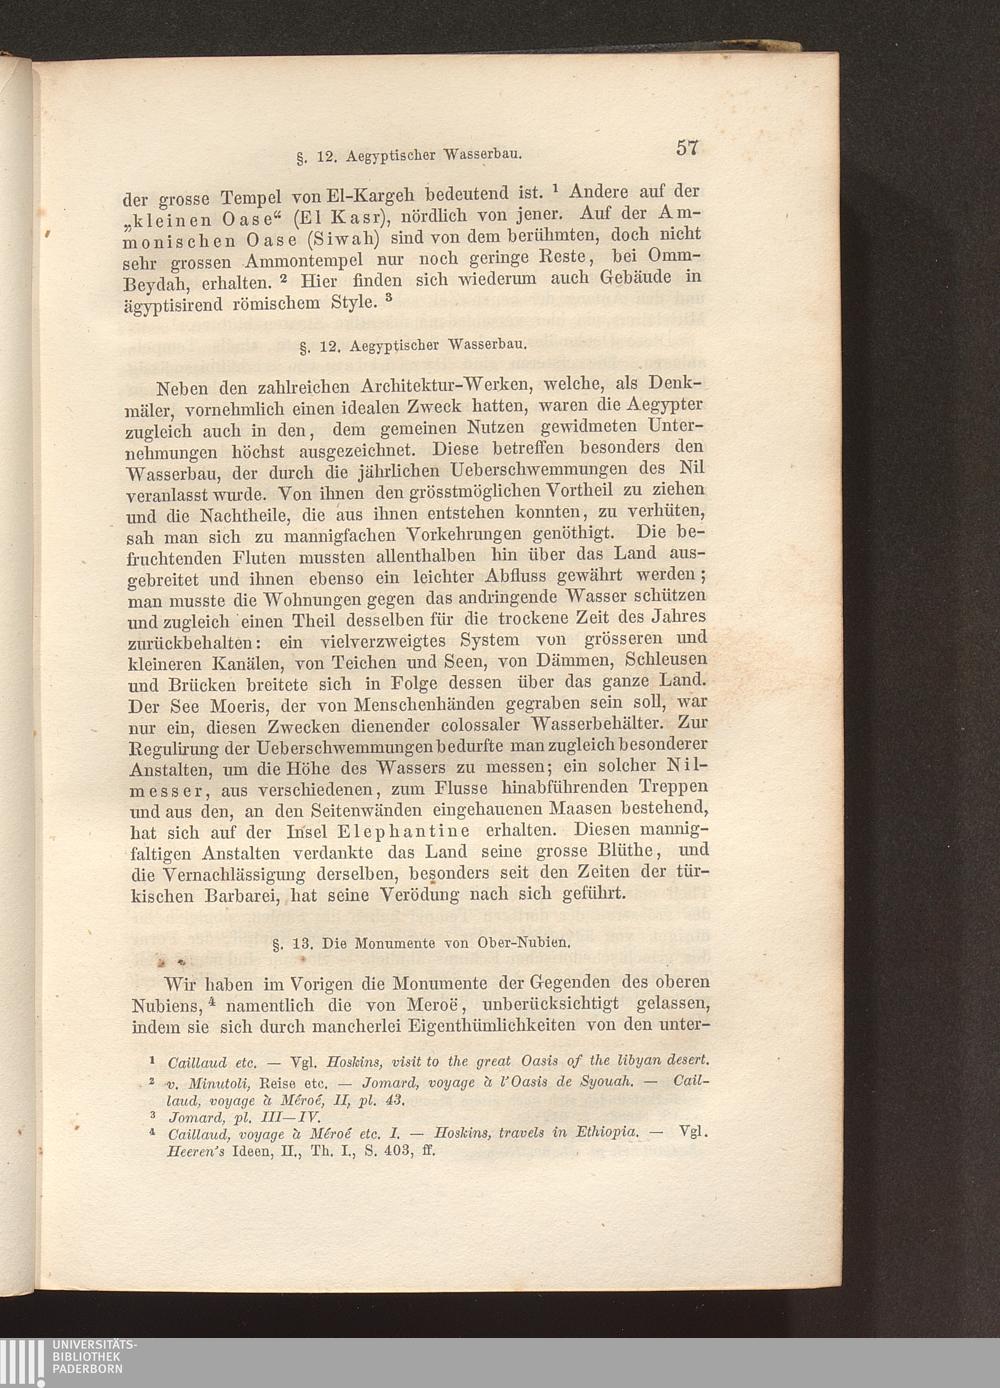 §. 12. Aegyptischer Wasserbau. 57
der grosse Tempel von El-Kargeh bedeutend ist. ¹ Andere auf der
„kleinen Oase“ (El Kasr), nördlich von jener. Auf der Am-
monischen Oase (Siwah) sind von dem berühmten, doch nicht
sehr grossen Ammontempel nur noch geringe Reste, bei Omm-
Beydah, erhalten. ² Hier finden sich wiederum auch Gebäude in
ägyptisirend römischem Style. ³
§. 12. Aegyptischer Wasserbau.
Neben den zahlreichen Architektur-Werken, welche, als Denk-
mäler, vornehmlich einen idealen Zweck hatten, waren die Aegypter
zugleich auch in den, dem gemeinen Nutzen gewidmeten Unter-
nehmungen höchst ausgezeichnet. Diese betreffen besonders den
Wasserbau, der durch die jährlichen Ueberschwemmungen des Nil
veranlasst wurde. Von ihnen den grösstmöglichen Vortheil zu ziehen
und die Nachtheile, die aus ihnen entstehen konnten, zu verhüten,
sah man sich zu mannigfachen Vorkehrungen genöthigt. Die be-
fruchtenden Fluten mussten allenthalben hin über das Land aus-
gebreitet und ihnen ebenso ein leichter Abfluss gewährt werden;
man musste die Wohnungen gegen das andringende Wasser schützen
und zugleich einen Theil desselben für die trockene Zeit des Jahres
zurückbehalten: ein vielverzweigtes System von grösseren und
kleineren Kanälen, von Teichen und Seen, von Dämmen, Schleusen
und Brücken breitete sich in Folge dessen über das ganze Land.
Der See Moeris, der von Menschenhänden gegraben sein soll, war
nur ein, diesen Zwecken dienender colossaler Wasserbehälter. Zur
Regulirung der Ueberschwemmungen bedurfte man zugleich besonderer
Anstalten, um die Höhe des Wassers zu messen; ein solcher Nil-
messer, aus verschiedenen, zum Flusse hinabführenden Treppen
und aus den, an den Seitenwänden eingehauenen Maasen bestehend,
hat sich auf der Insel Elephantine erhalten. Diesen mannig-
faltigen Anstalten verdankte das Land seine grosse Blüthe, und
die Vernachlässigung derselben, besonders seit den Zeiten der tür-
kischen Barbarei, hat seine Verödung nach sich geführt.
§. 13. Die Monumente von Ober-Nubien.
Wir haben im Vorigen die Monumente der Gegenden des oberen
Nubiens, ⁴ namentlich die von Meroë, unberücksichtigt gelassen,
indem sie sich durch mancherlei Eigenthümlichkeiten von den unter-
¹ Caillaud etc. — Vgl. Hoskins, visit to the great Oasis of the libyan desert.
² v. Minutoli, Reise etc. — Jomard, voyage à l'Oasis de Syouah. — Cail-
laud, voyage à Méroé, II, pl. 43.
³ Jomard, pl. III—IV.
⁴ Caillaud, voyage à Méroé etc. I. — Hoskins, travels in Ethiopia. — Vgl.
Heeren's Ideen, II., Th. I., S. 403, ff.
UNIVERSITÄTS-
BIBLIOTHEK
PADERBORN